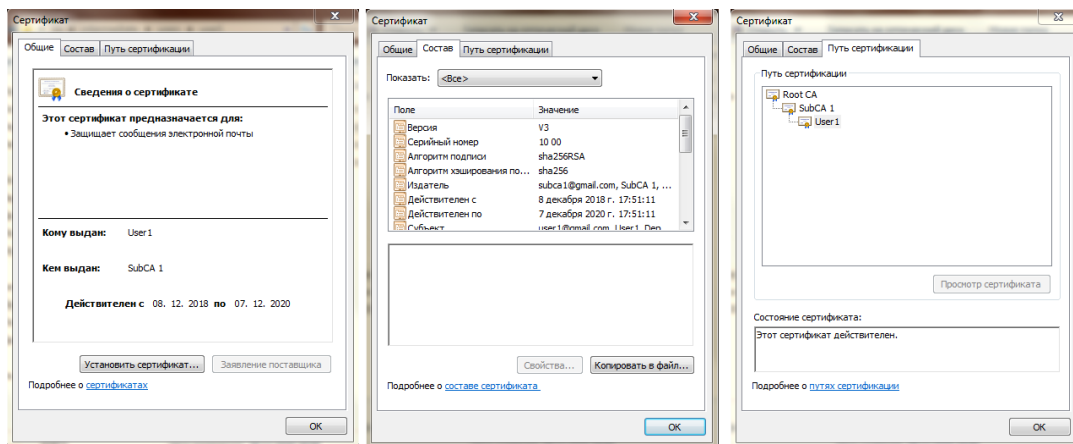 Сертификат
Общие Состав Путь сертификации
Сведения о сертификате
Этот сертификат предназначается для:
• Защищает сообщения электронной почты
Кому выдан: User1
Кем выдан: SubCA 1
Действителен с 08. 12. 2018 по 07. 12. 2020
Установить сертификат... Заявление поставщика
Подробнее о сертификатах
OK
Сертификат
Общие Состав Путь сертификации
Показать: <Все>
Поле Значение
Версия V3
Серийный номер 10 00
Алгоритм подписи sha256RSA
Алгоритм хэширования по... sha256
Издатель subca1@gmail.com, SubCA 1, ...
Действителен с 8 декабря 2018 г. 17:51:11
Действителен по 7 декабря 2020 г. 17:51:11
Субъект user1@gmail.com, User1, Dep
Свойства... Копировать в файл...
Подробнее о составе сертификата
OK
Сертификат
Общие Состав Путь сертификации
Путь сертификации
Root CA
SubCA 1
User1
Просмотр сертификата
Состояние сертификата:
Этот сертификат действителен.
Подробнее о путях сертификации
OK